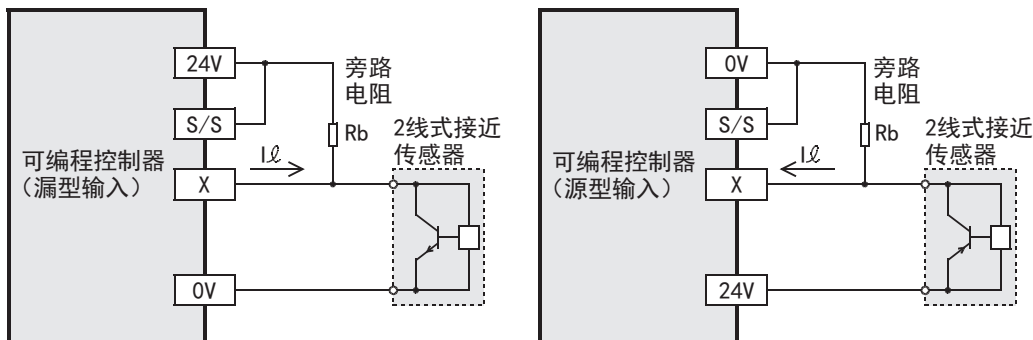 24V
S/S
可编程控制器
（漏型输入）
X
0V
Iℓ
旁路
电阻
Rb
2线式接近
传感器
0V
S/S
可编程控制器
（源型输入）
X
24V
Iℓ
旁路
电阻
Rb
2线式接近
传感器